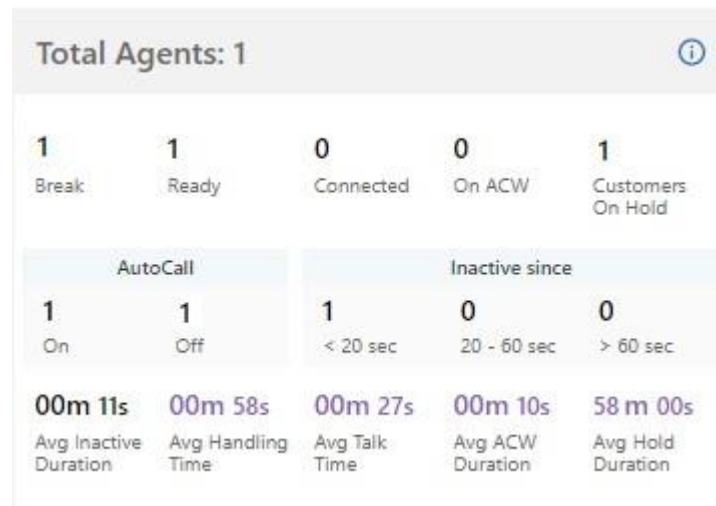 Total Agents: 1
1 1 0 0 1
Break Ready Connected On ACW Customers
On Hold
AutoCall Inactive since
1 1 1 0 0
On Off < 20 sec 20 - 60 sec > 60 sec
00m 11s 00m 58s 00m 27s 00m 10s 58 m 00s
Avg Inactive Avg Handling Avg Talk Avg ACW Avg Hold
Duration Time Time Duration Duration